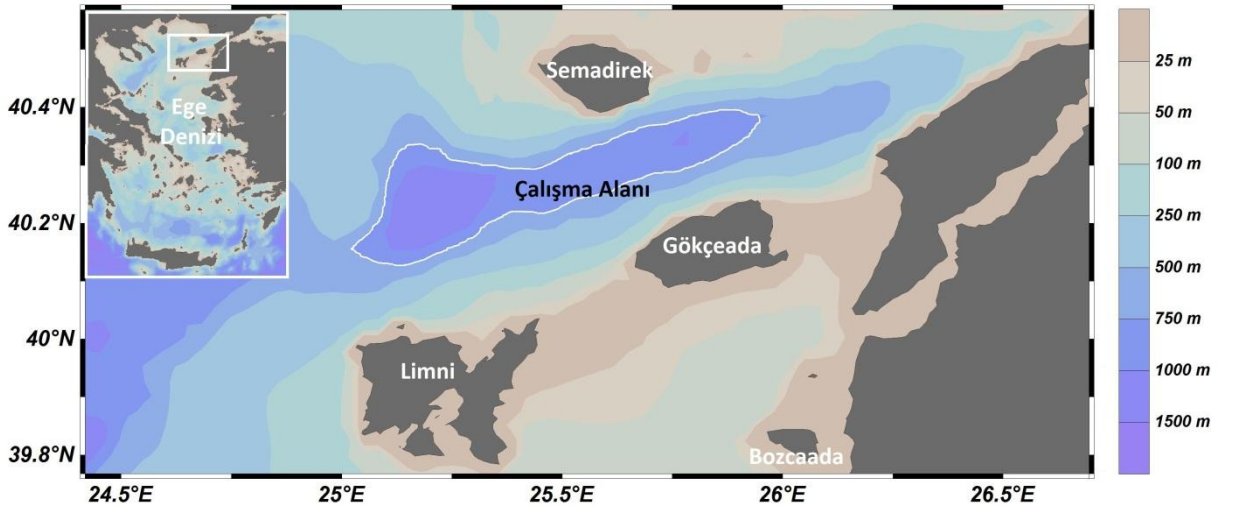 Ege
Denizi
Semadirek
Çalışma Alanı
Gökçeada
Limni
Bozcaada
40.4°N
40.2°N
40°N
39.8°N
24.5°E
25°E
25.5°E
26°E
26.5°E
25 m
50 m
100 m
250 m
500 m
750 m
1000 m
1500 m